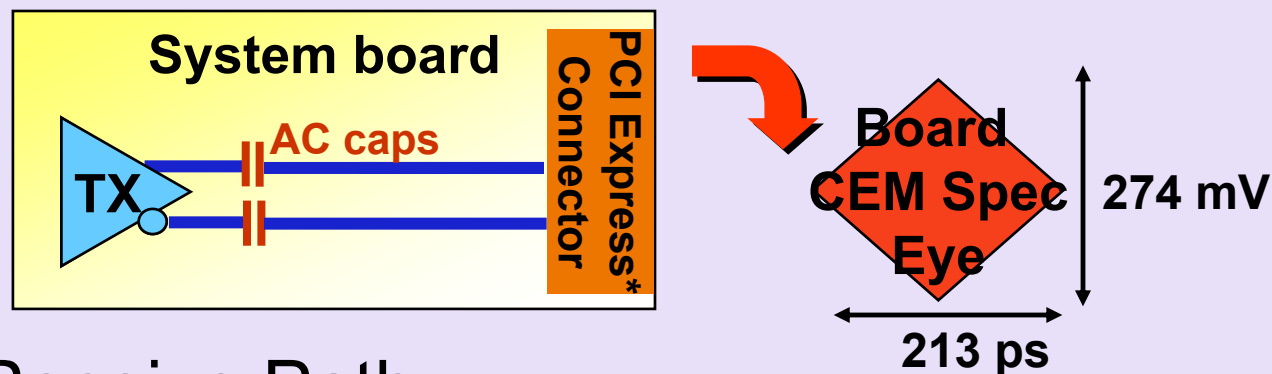 System board
PCI Express*
Connector
AC caps
TX
Board
CEM Spec
Eye
274 mV
213 ps